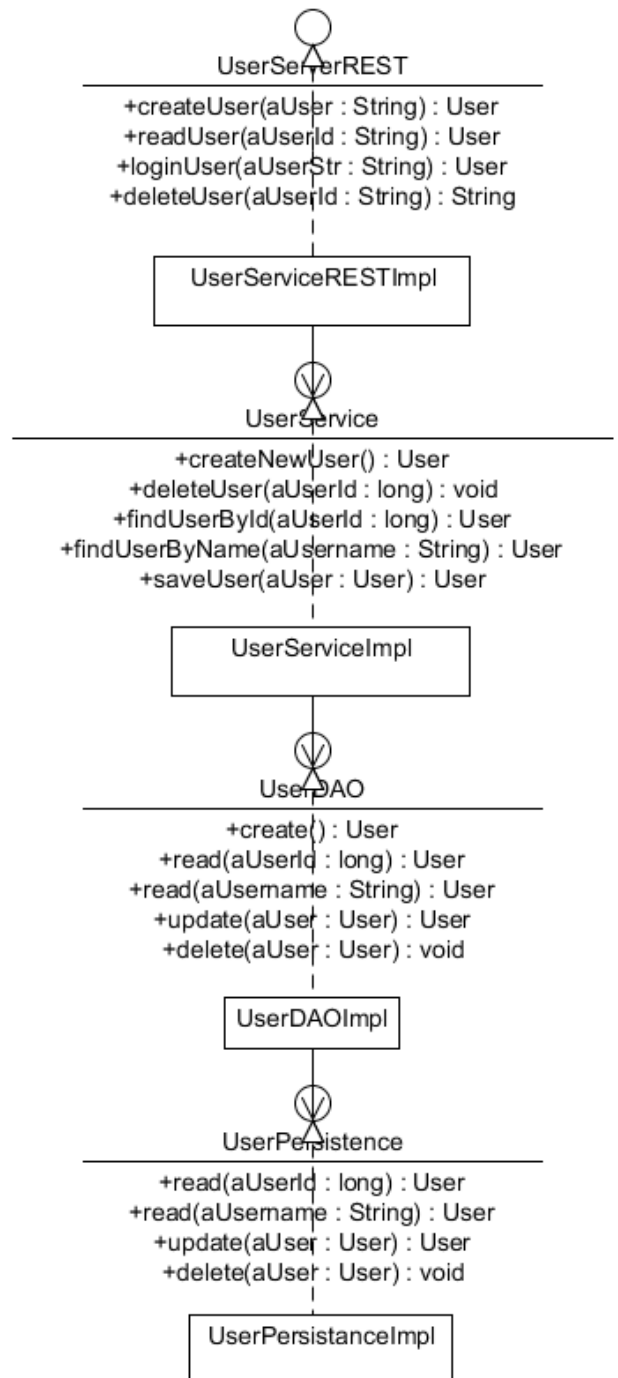 UserServerREST
+createUser(aUser : String) : User
+readUser(aUserId : String) : User
+loginUser(aUserStr : String) : User
+deleteUser(aUserId : String) : String
UserServiceRESTImpl
UserService
+createNewUser() : User
+deleteUser(aUserId : long) : void
+findUserById(aUserId : long) : User
+findUserByName(aUsername : String) : User
+saveUser(aUser : User) : User
UserServiceImpl
UserDAO
+create() : User
+read(aUserId : long) : User
+read(aUsername : String) : User
+update(aUser : User) : User
+delete(aUser : User) : void
UserDAOImpl
UserPersistence
+read(aUserId : long) : User
+read(aUsername : String) : User
+update(aUser : User) : User
+delete(aUser : User) : void
UserPersistanceImpl